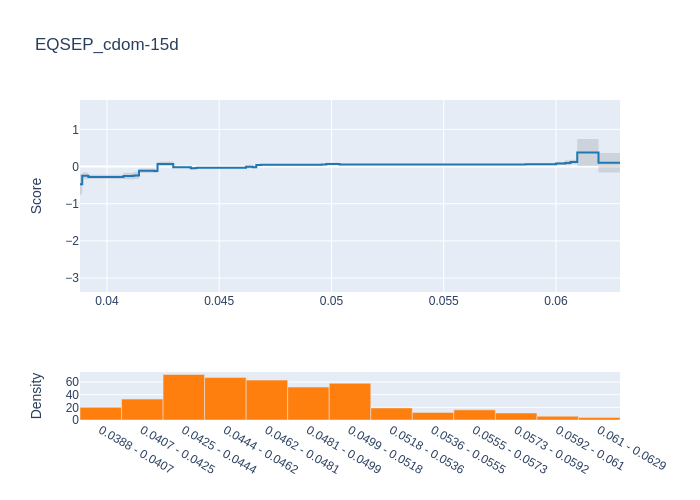 EQSEP_cdom-15d
Score
1
0
−1
−2
−3
0.04
0.045
0.05
0.055
0.06
Density
60
40
20
0
0.0388 - 0.0407
0.0407 - 0.0425
0.0425 - 0.0444
0.0444 - 0.0462
0.0462 - 0.0481
0.0481 - 0.0499
0.0499 - 0.0518
0.0518 - 0.0536
0.0536 - 0.0555
0.0555 - 0.0573
0.0573 - 0.0592
0.0592 - 0.061
0.061 - 0.0629